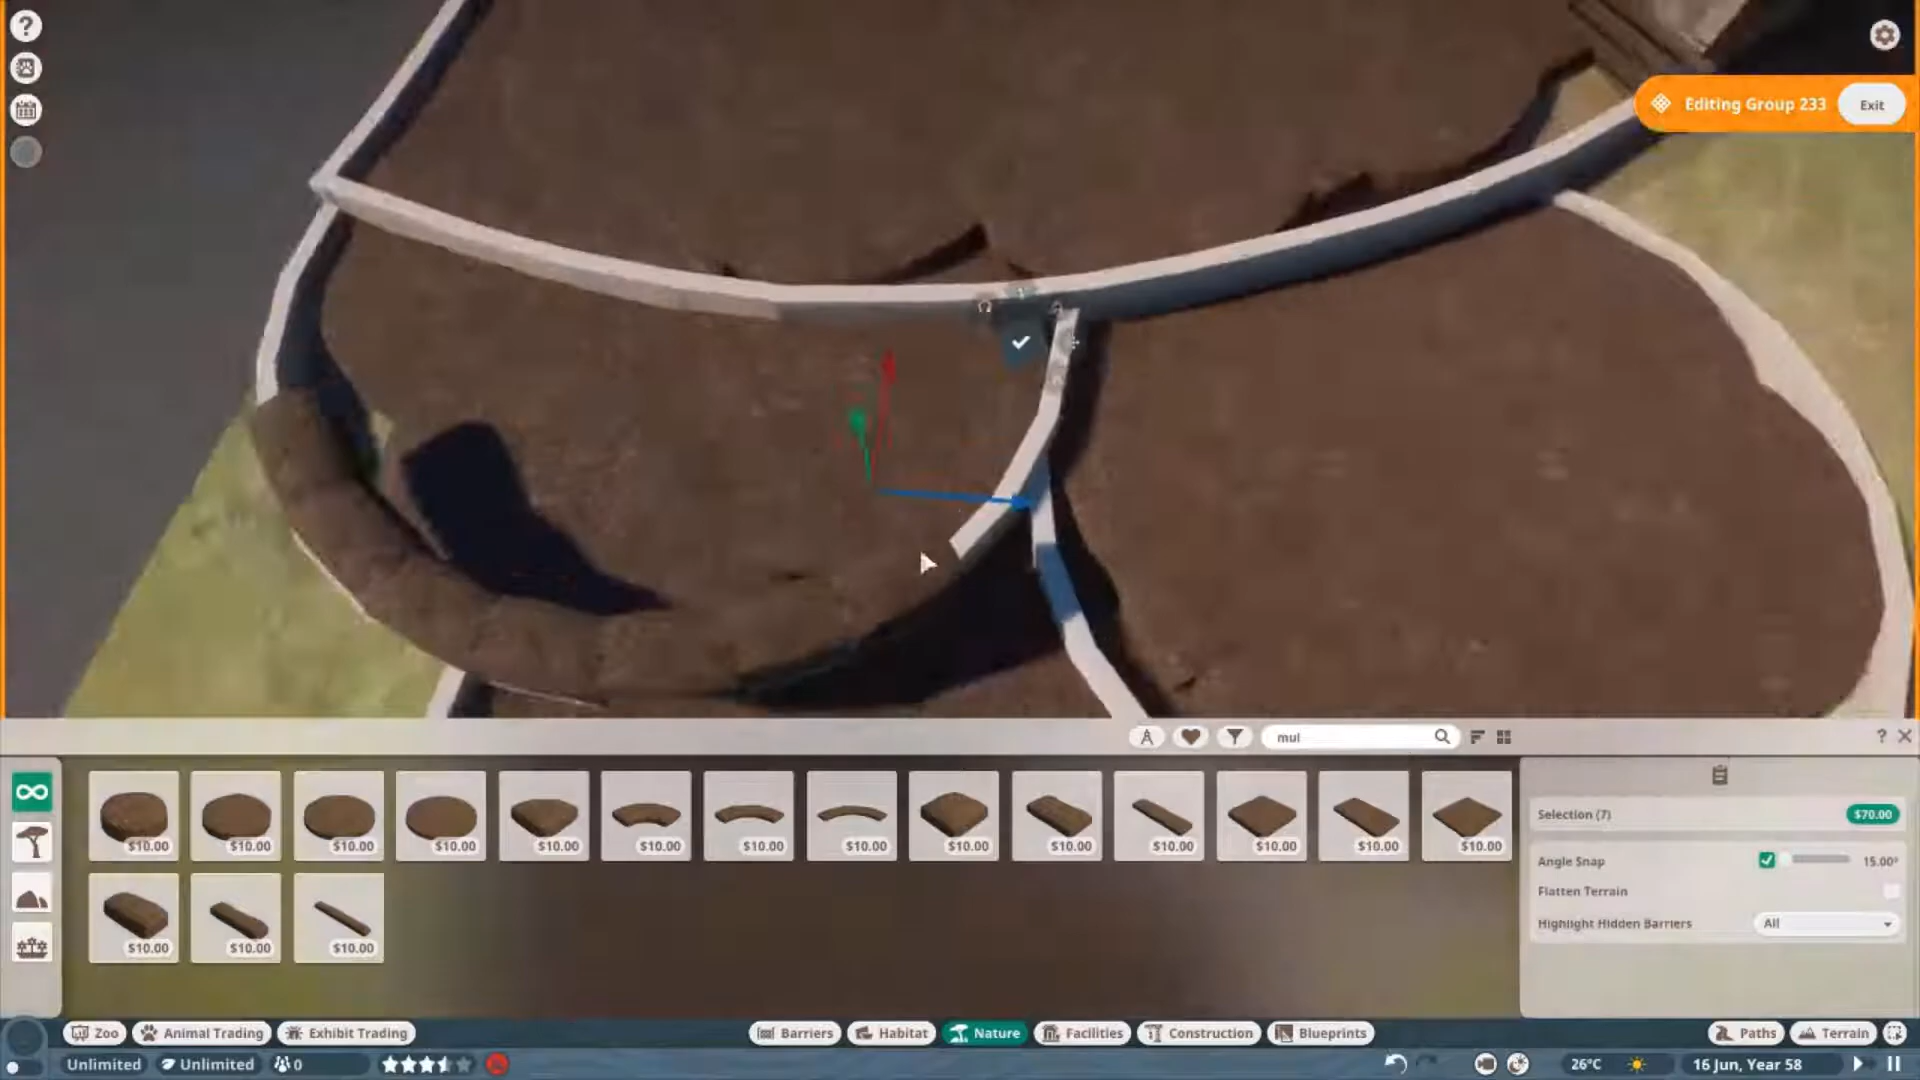 ?
Editing Group 233 Exit
mul
? X
$10.00 $10.00 $10.00 $10.00 $10.00 $10.00 $10.00 $10.00 $10.00 $10.00 $10.00 $10.00 $10.00 $10.00
$10.00 $10.00 $10.00
Selection (7) $70.00
Angle Snap 15.00°
Flatten Terrain
Highlight Hidden Barriers All
Zoo Animal Trading Exhibit Trading Barriers Habitat Nature Facilities Construction Blueprints Paths Terrain
Unlimited Unlimited 0 26°C 16 Jun, Year 58